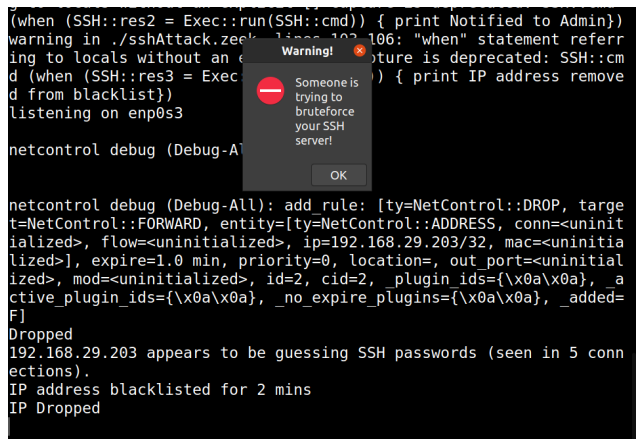 (when (SSH::res2 = Exec::run(SSH::cmd)) { print Notified to Admin})
warning in ./sshAttack.zeek, lines 103-106: "when" statement referr
ing to locals without an e pture is deprecated: SSH::cm
d (when (SSH::res3 = Exec: )) { print IP address remove
d from blacklist})
listening on enp0s3
netcontrol debug (Debug-Al
Warning!
Someone is
trying to
bruteforce
your SSH
server!
OK
netcontrol debug (Debug-All): add_rule: [ty=NetControl::DROP, targe
t=NetControl::FORWARD, entity=[ty=NetControl::ADDRESS, conn=<uninit
ialized>, flow=<uninitialized>, ip=192.168.29.203/32, mac=<uninitia
lized>], expire=1.0 min, priority=0, location=, out_port=<uninitial
ized>, mod=<uninitialized>, id=2, cid=2, _plugin_ids={\x0a\x0a}, _a
ctive_plugin_ids={\x0a\x0a}, _no_expire_plugins={\x0a\x0a}, _added=
F]
Dropped
192.168.29.203 appears to be guessing SSH passwords (seen in 5 conn
ections).
IP address blacklisted for 2 mins
IP Dropped